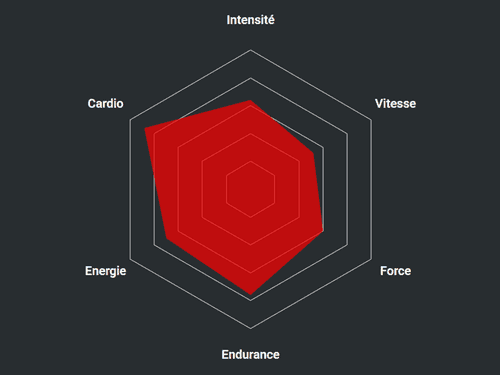 Intensité
Cardio
Vitesse
Energie
Force
Endurance